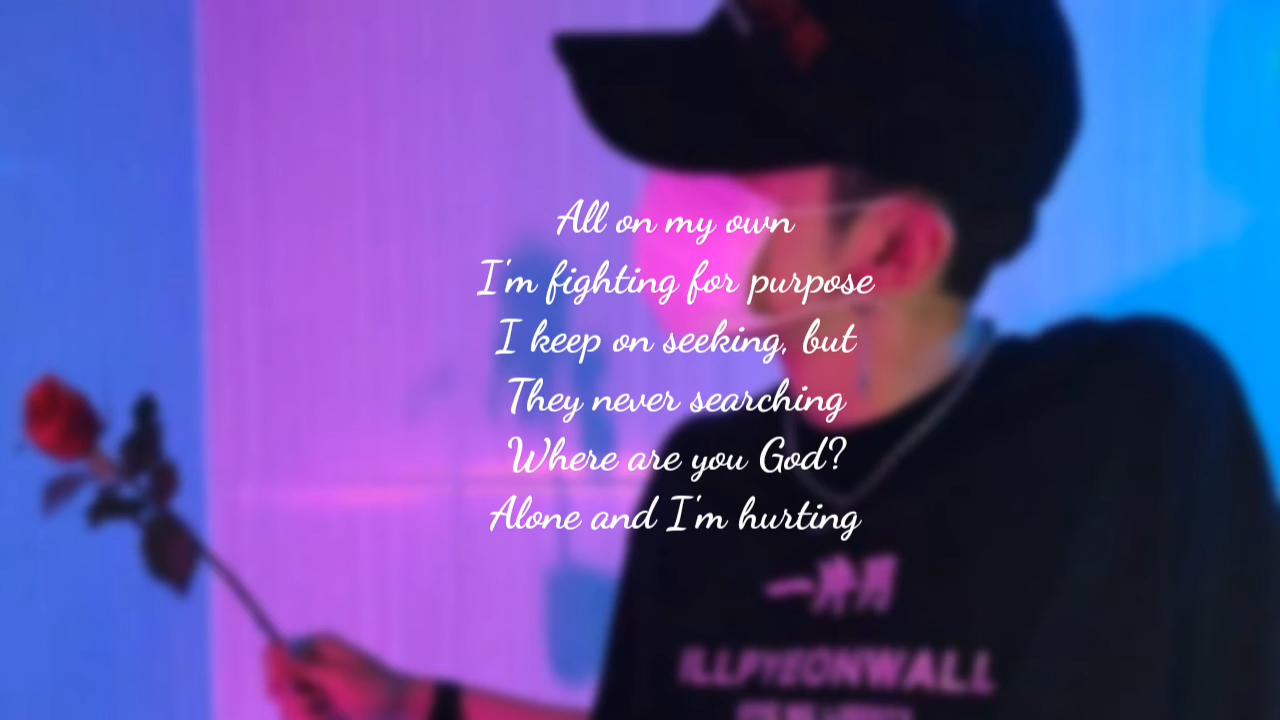 All on my own
I'm fighting for purpose
I keep on seeking, but
They never searching
Where are you God?
Alone and I'm hurting
ILLPYEONWALL